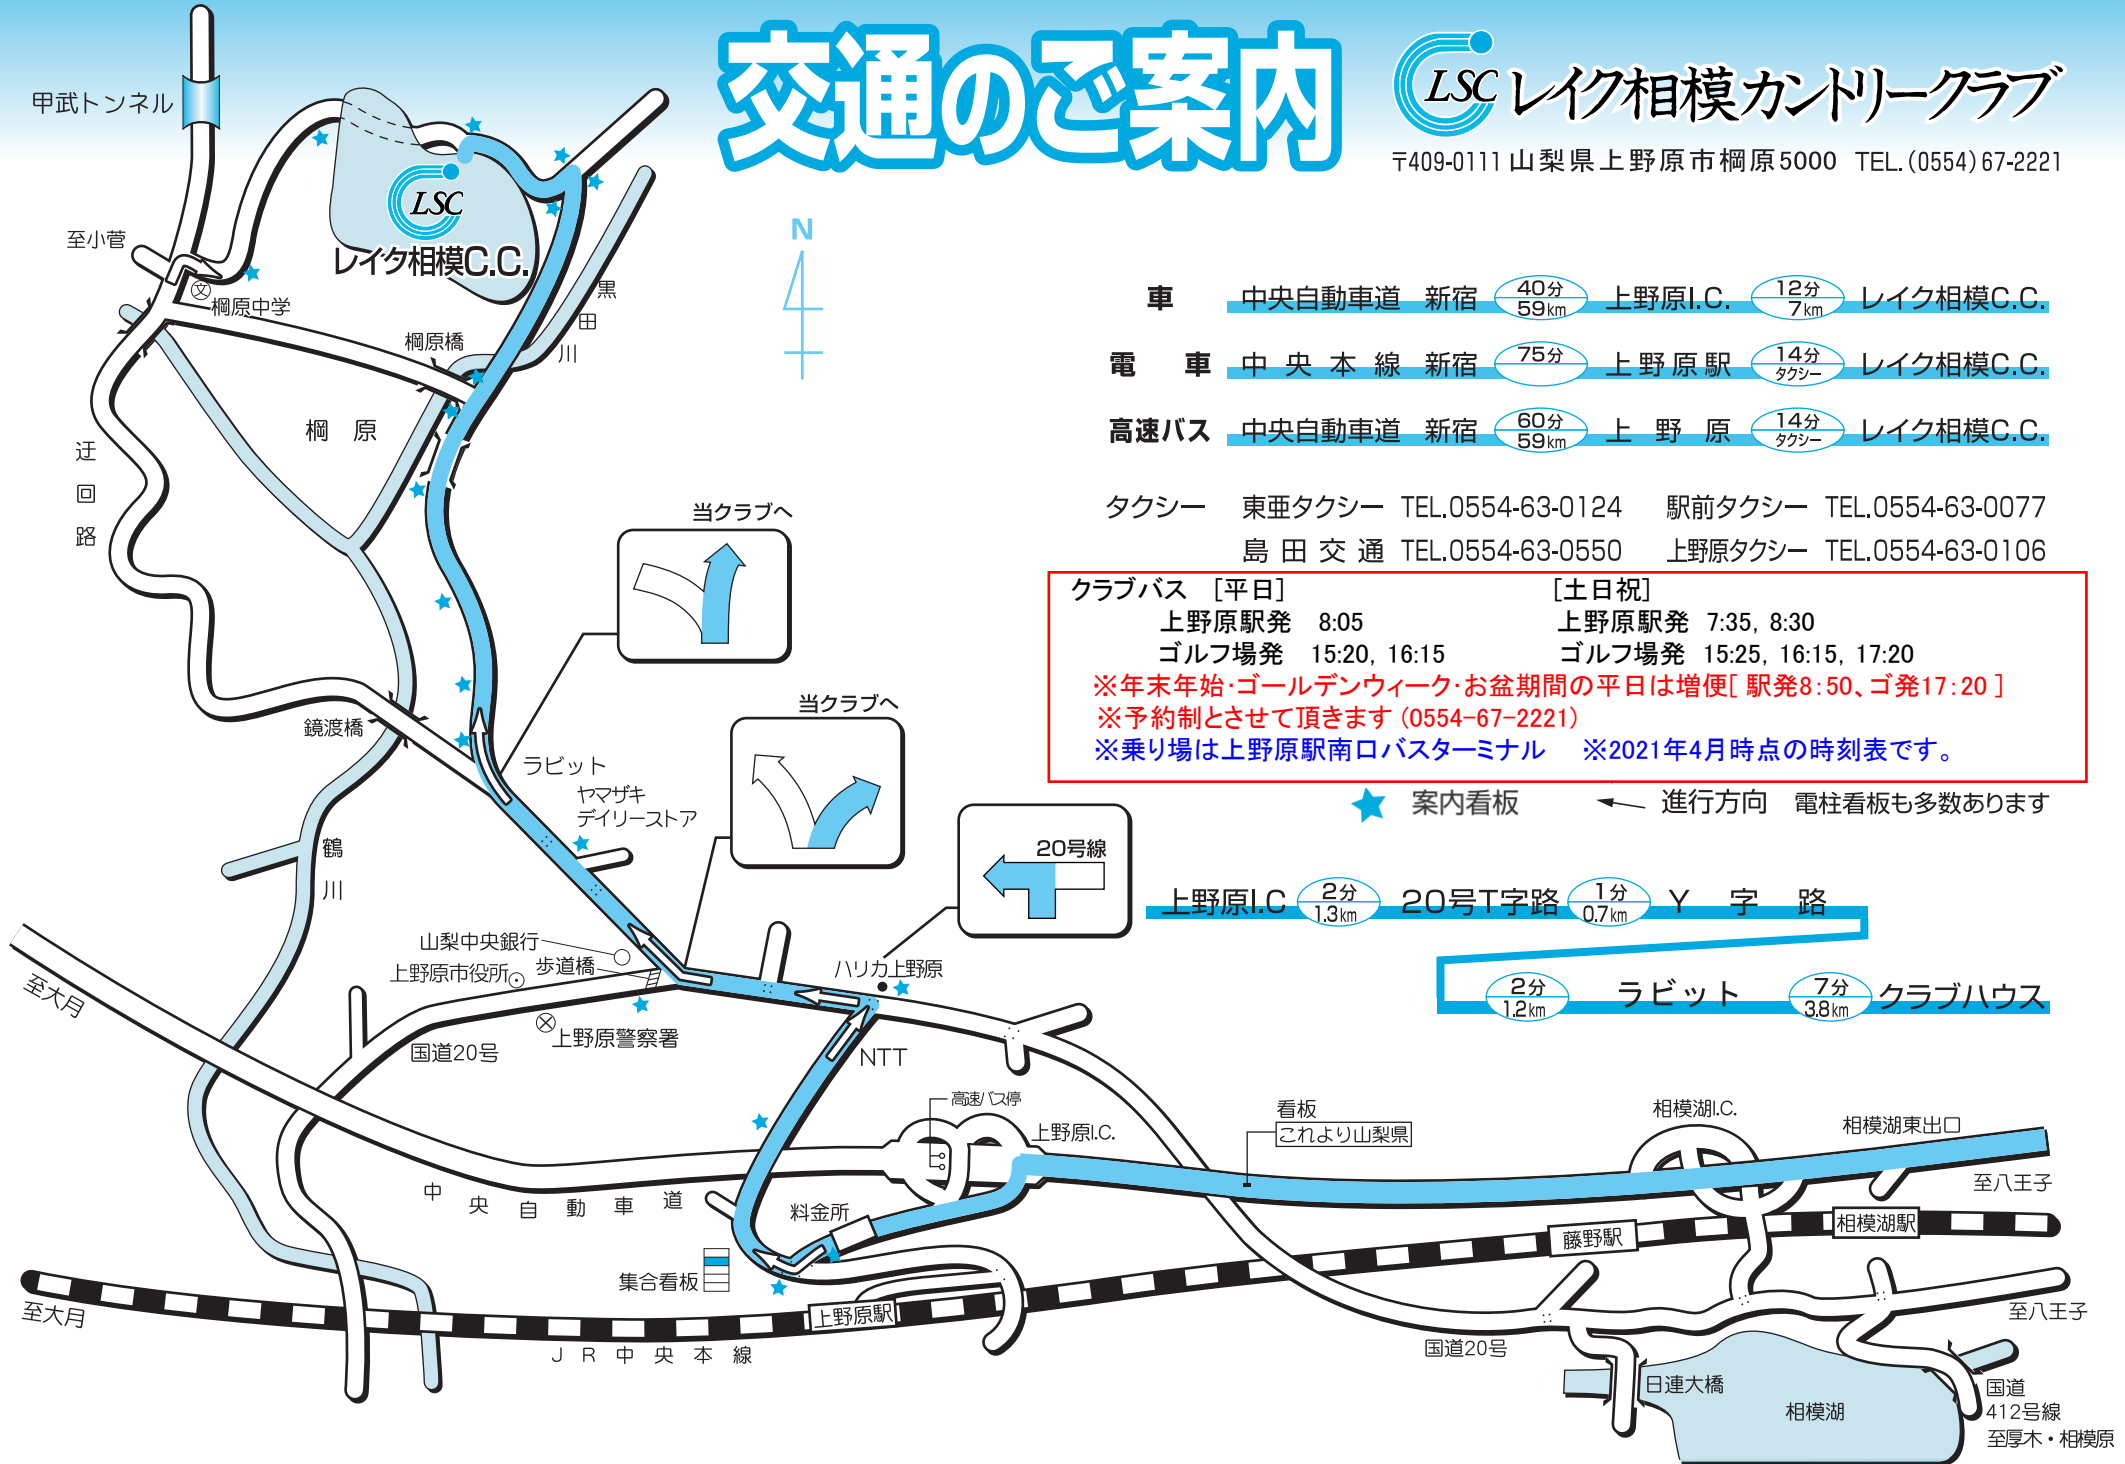 交通のご案内
LSC レイク相模カントリークラブ
〒409-0111 山梨県上野原市棡原5000 TEL.(0554)67-2221
車 中央自動車道 新宿 40分 59km 上野原I.C. 12分 7km レイク相模C.C.
電車 中央本線 新宿 75分 上野原駅 14分 タクシー レイク相模C.C.
高速バス 中央自動車道 新宿 60分 59km 上野原 14分 タクシー レイク相模C.C.
タクシー 東亜タクシー TEL.0554-63-0124 駅前タクシー TEL.0554-63-0077
島田交通 TEL.0554-63-0550 上野原タクシー TEL.0554-63-0106
クラブバス [平日] [土日祝]
上野原駅発 8:05 上野原駅発 7:35, 8:30
ゴルフ場発 15:20, 16:15 ゴルフ場発 15:25, 16:15, 17:20
※年末年始・ゴールデンウィーク・お盆期間の平日は増便[ 駅発8:50、ゴ発17:20 ]
※予約制とさせて頂きます (0554-67-2221)
※乗り場は上野原駅南口バスターミナル ※2021年4月時点の時刻表です。
案内看板 進行方向 電柱看板も多数あります
上野原I.C 2分 1.3km 20号T字路 1分 0.7km Y字路
2分 1.2km ラビット 7分 3.8km クラブハウス
甲武トンネル
N
LSC
レイク相模C.C.
至小菅
棡原中学
黒田川
棡原橋
棡原
迂回路
当クラブへ
当クラブへ
鏡渡橋
ラビット
ヤマザキ
デイリーストア
20号線
鶴川
山梨中央銀行
上野原市役所
歩道橋
ハリカ上野原
至大月
上野原警察署
国道20号
NTT
高速バス停
上野原I.C.
看板
これより山梨県
相模湖I.C.
相模湖東出口
至八王子
中央自動車道
料金所
集合看板
藤野駅
相模湖駅
至大月
上野原駅
JR中央本線
至八王子
国道20号
日連大橋
相模湖
国道
412号線
至厚木・相模原